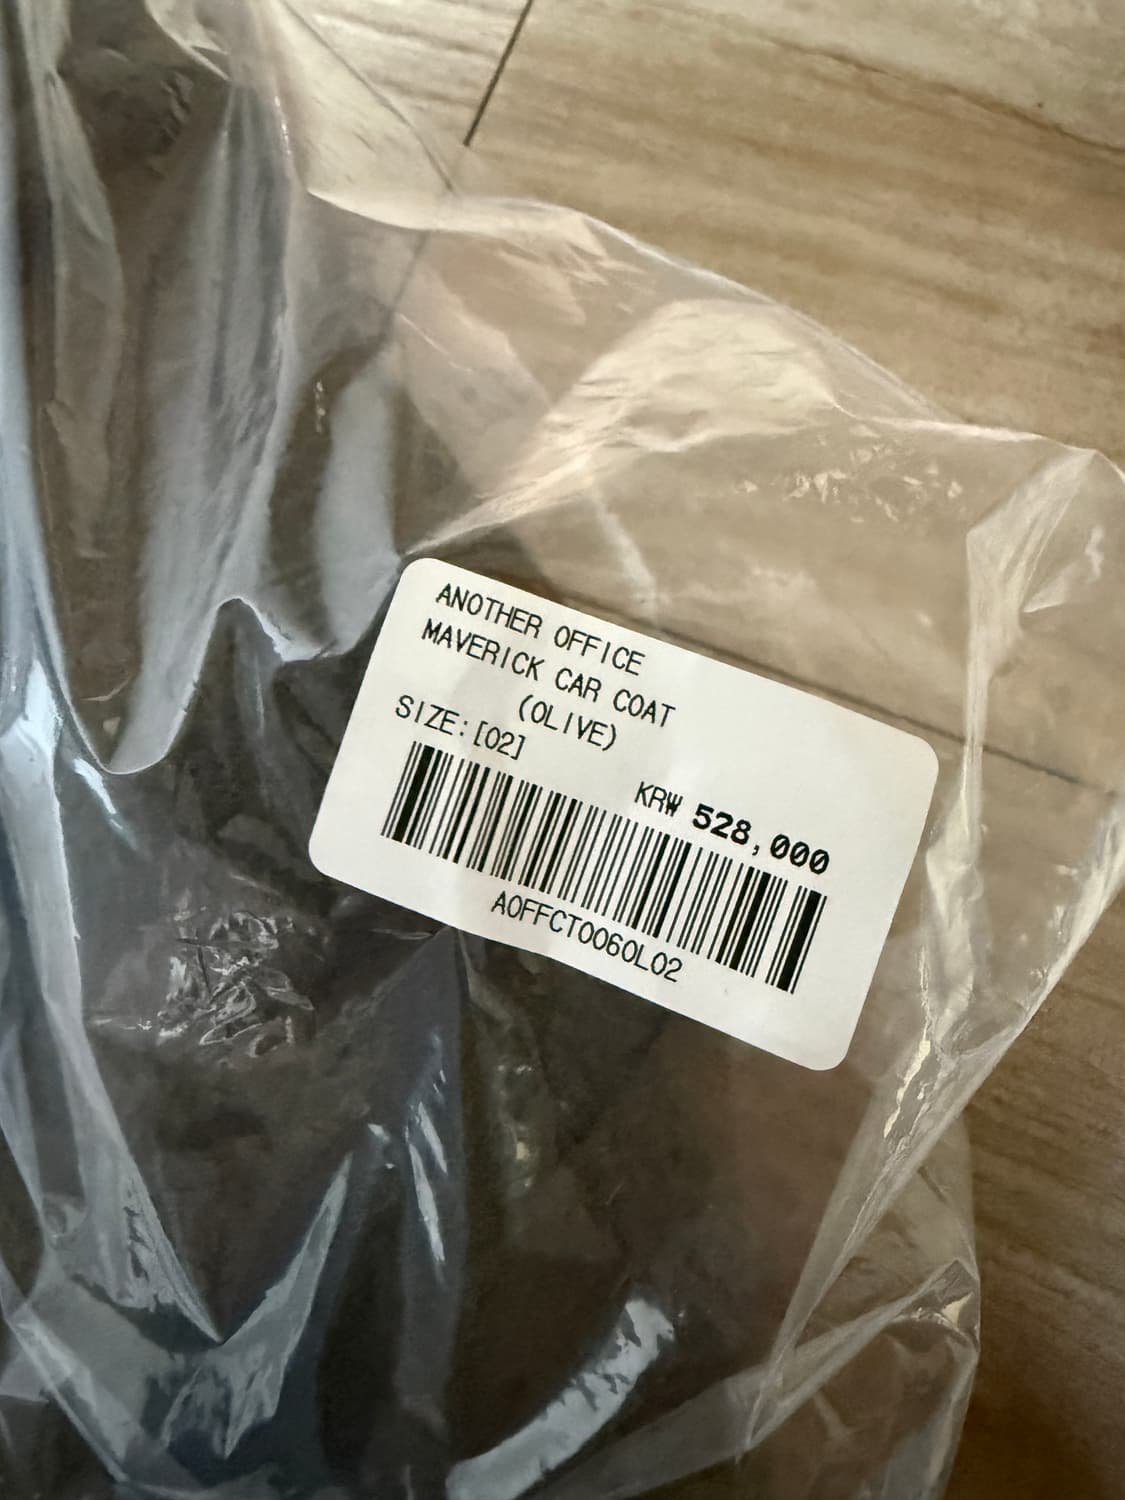 ANOTHER OFFICE
MAVERICK CAR COAT
(OLIVE)
SIZE:[02]
KRW 528,000
AOFFCT006OL02